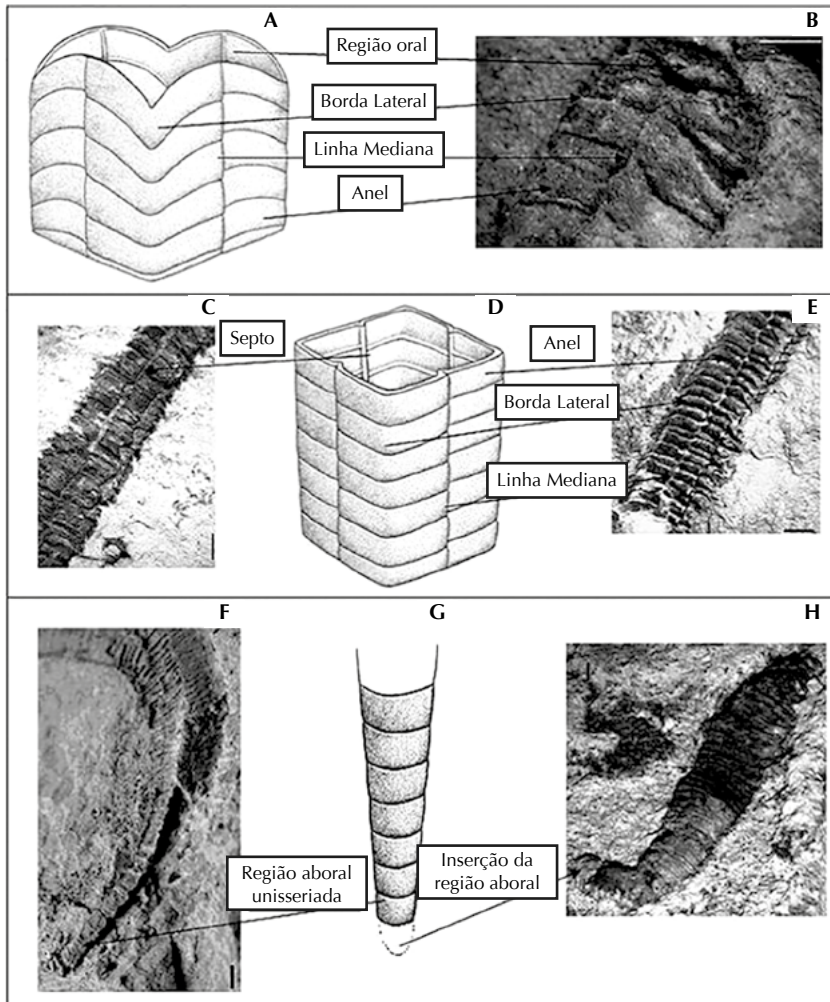 A
B
Região oral
Borda Lateral
Linha Mediana
Anel
C
D
E
Septo
Anel
Borda Lateral
Linha Mediana
F
G
H
Região aboral
unisseriada
Inserção da
região aboral